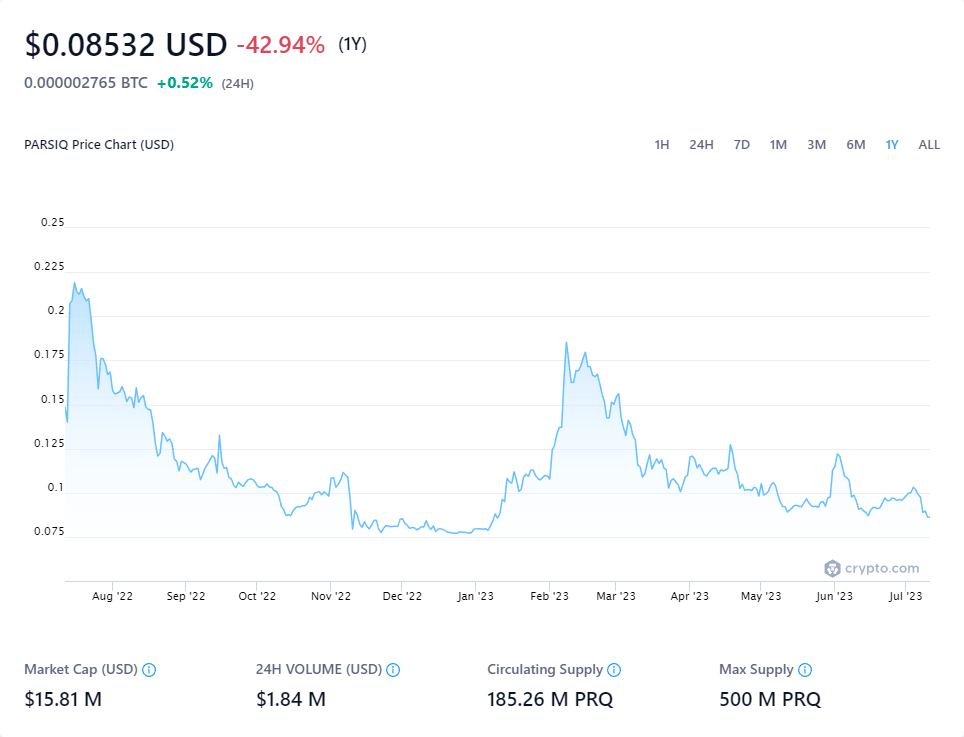 $0.08532 USD -42.94% (1Y)
0.000002765 BTC +0.52% (24H)
PARSIQ Price Chart (USD) 1H 24H 7D 1M 3M 6M 1Y ALL
0.25
0.225
0.2
0.175
0.15
0.125
0.1
0.075
crypto.com
Aug '22 Sep '22 Oct '22 Nov '22 Dec '22 Jan '23 Feb '23 Mar '23 Apr '23 May '23 Jun '23 Jul '23
Market Cap (USD) 24H VOLUME (USD) Circulating Supply Max Supply
$15.81 M $1.84 M 185.26 M PRQ 500 M PRQ